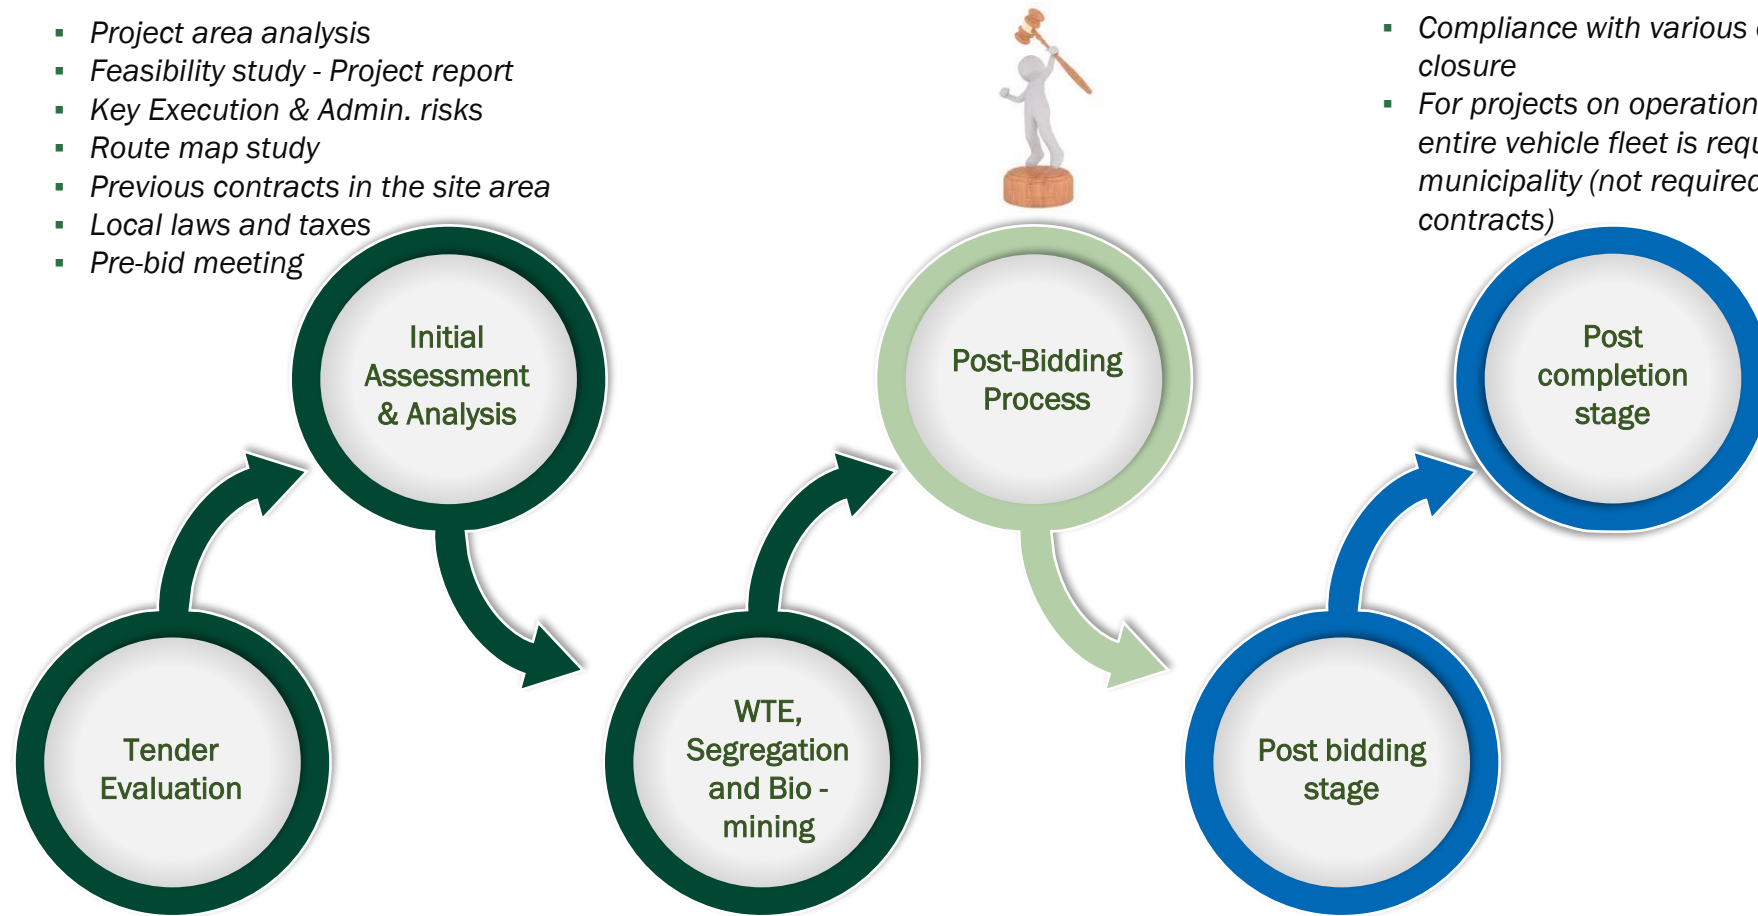 Project area analysis
Feasibility study - Project report
Key Execution & Admin. risks
Route map study
Previous contracts in the site area
Local laws and taxes
Pre-bid meeting
Compliance with various
closure
For projects on operation
entire vehicle fleet is
municipality (not required
contracts)
Initial
Assessment
& Analysis
Post-Bidding
Process
Post
completion
stage
Tender
Evaluation
WTE,
Segregation
and Bio -
mining
Post bidding
stage